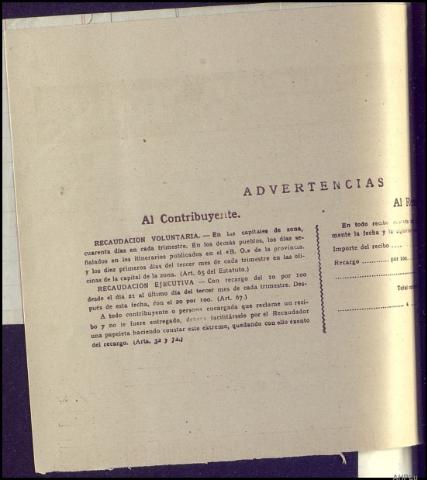 ADVERTENCIAS
Al Contribuyente.
RECAUDACION VOLUNTARIA. — En las capitales de zona,
cuarenta días en cada trimestre. En los demás pueblos, los días se-
ñalados en los itinerarios publicados en el «B. O.» de la provincia,
y los diez primeros días del tercer mes de cada trimestre en las ofi-
cinas de la capital de la zona. (Art. 65 del Estatuto.)
RECAUDACION EJECUTIVA — Con recargo del 10 por 100
desde el día 21 al último día del tercer mes de cada trimestre. Des-
pués de esta fecha, con el 20 por 100. (Art. 67.)
A todo contribuyente o persona encargada que reclame un reci-
bo y no le fuere entregado, deberá facilitársele por el Recaudador
una papeleta haciendo constar este extremo, quedando con ello exento
del recargo. (Arts. 32 y 72.)
Al Re
En todo recibo
mente la fecha y la
Importe del recibo ....
Recargo .......... por 100.
Total
a